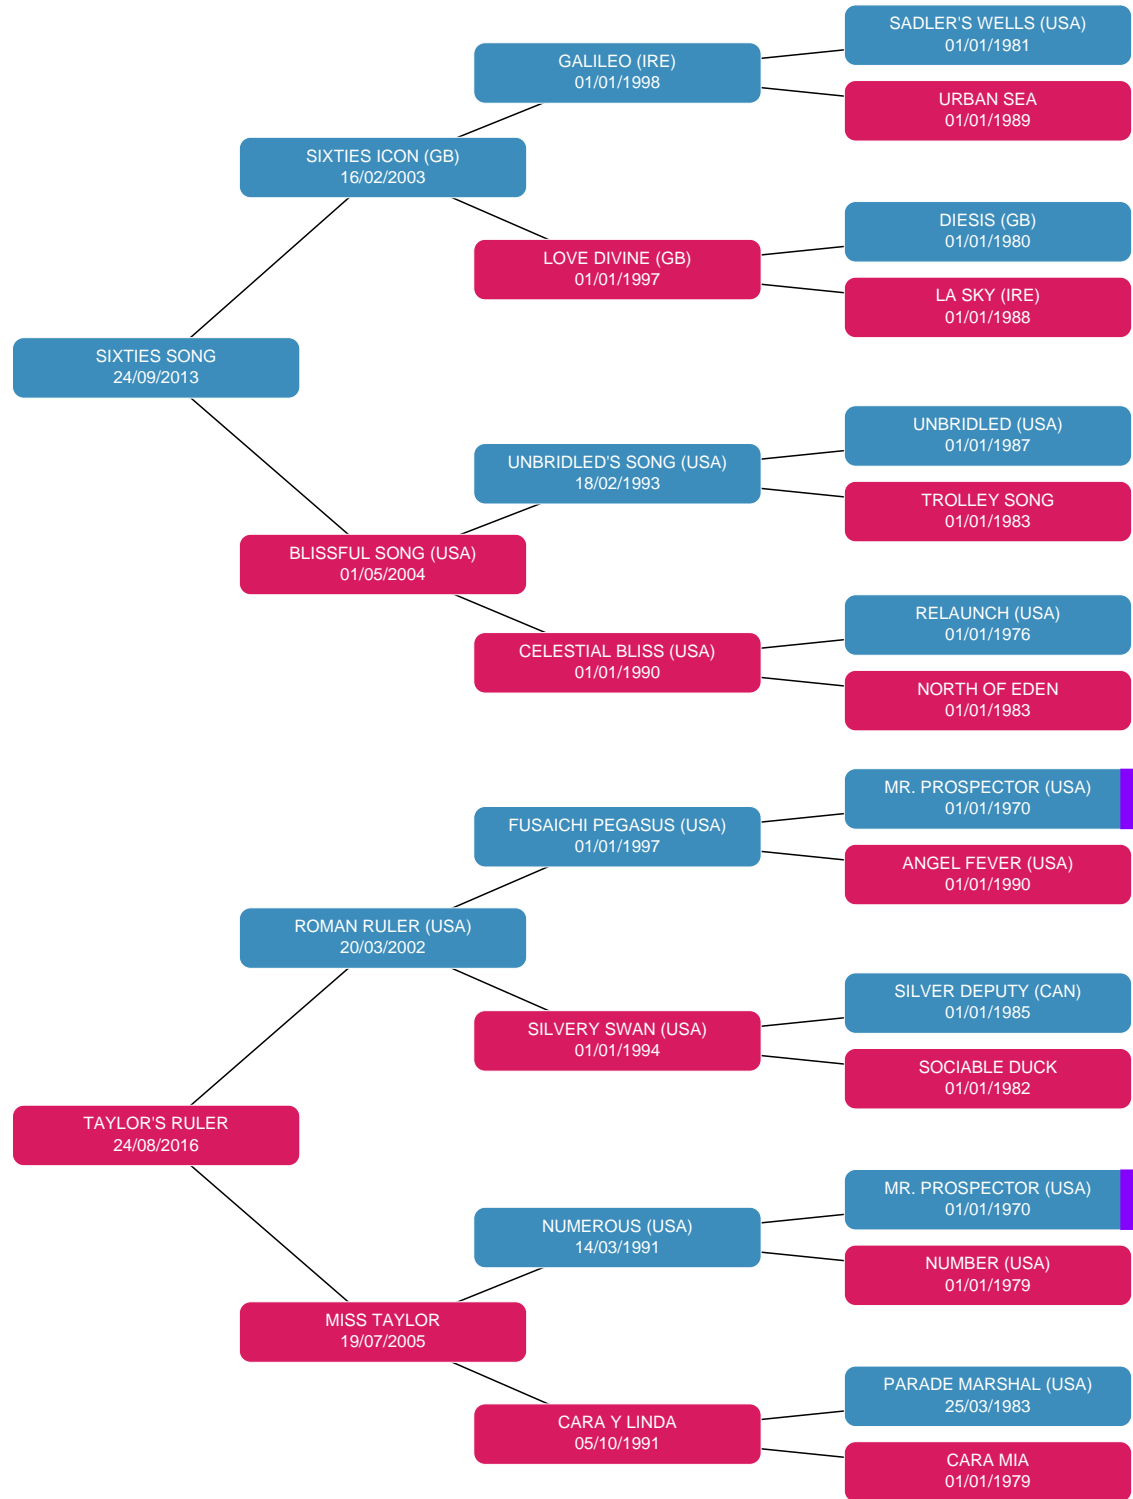 SADLER'S WELLS (USA)
01/01/1981
GALILEO (IRE)
01/01/1998
URBAN SEA
01/01/1989
SIXTIES ICON (GB)
16/02/2003
DIESIS (GB)
01/01/1980
LOVE DIVINE (GB)
01/01/1997
LA SKY (IRE)
01/01/1988
SIXTIES SONG
24/09/2013
UNBRIDLED (USA)
01/01/1987
UNBRIDLED'S SONG (USA)
18/02/1993
TROLLEY SONG
01/01/1983
BLISSFUL SONG (USA)
01/05/2004
RELAUNCH (USA)
01/01/1976
CELESTIAL BLISS (USA)
01/01/1990
NORTH OF EDEN
01/01/1983
MR. PROSPECTOR (USA)
01/01/1970
FUSAICHI PEGASUS (USA)
01/01/1997
ANGEL FEVER (USA)
01/01/1990
ROMAN RULER (USA)
20/03/2002
SILVER DEPUTY (CAN)
01/01/1985
SILVERY SWAN (USA)
01/01/1994
SOCIABLE DUCK
01/01/1982
TAYLOR'S RULER
24/08/2016
MR. PROSPECTOR (USA)
01/01/1970
NUMEROUS (USA)
14/03/1991
NUMBER (USA)
01/01/1979
MISS TAYLOR
19/07/2005
PARADE MARSHAL (USA)
25/03/1983
CARA Y LINDA
05/10/1991
CARA MIA
01/01/1979